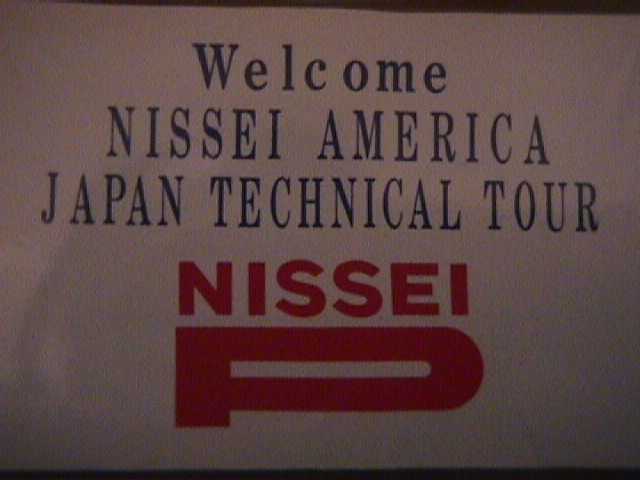 Welcome
NISSEI AMERICA
JAPAN TECHNICAL TOUR
NISSEI
P